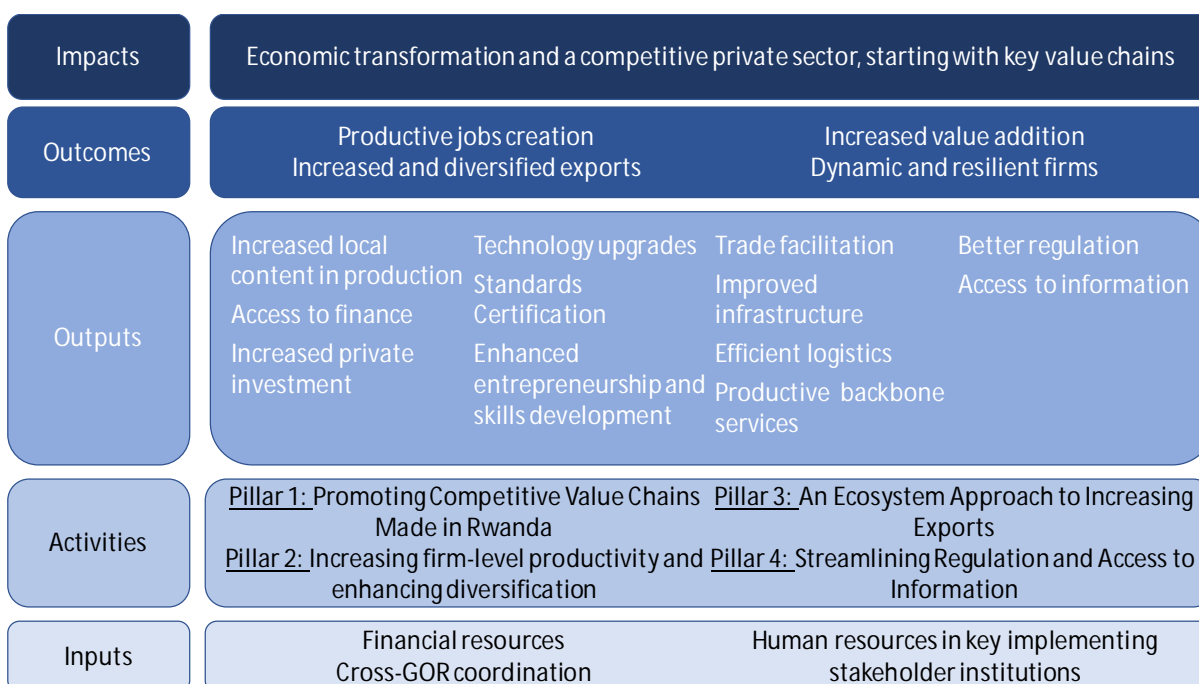 Impacts
Economic transformation and a competitive private sector, starting with key value chains
Outcomes
Productive jobs creation
Increased and diversified exports
Increased value addition
Dynamic and resilient firms
Outputs
Increased local
content in production
Access to finance
Increased private
investment
Technology upgrades
Standards
Certification
Enhanced
entrepreneurship and
skills development
Trade facilitation
Improved
infrastructure
Efficient logistics
Productive backbone
services
Better regulation
Access to information
Activities
Pillar 1: Promoting Competitive Value Chains
Made in Rwanda
Pillar 2: Increasing firm-level productivity and
enhancing diversification
Pillar 3: An Ecosystem Approach to Increasing
Exports
Pillar 4: Streamlining Regulation and Access to
Information
Inputs
Financial resources
Cross-GOR coordination
Human resources in key implementing
stakeholder institutions